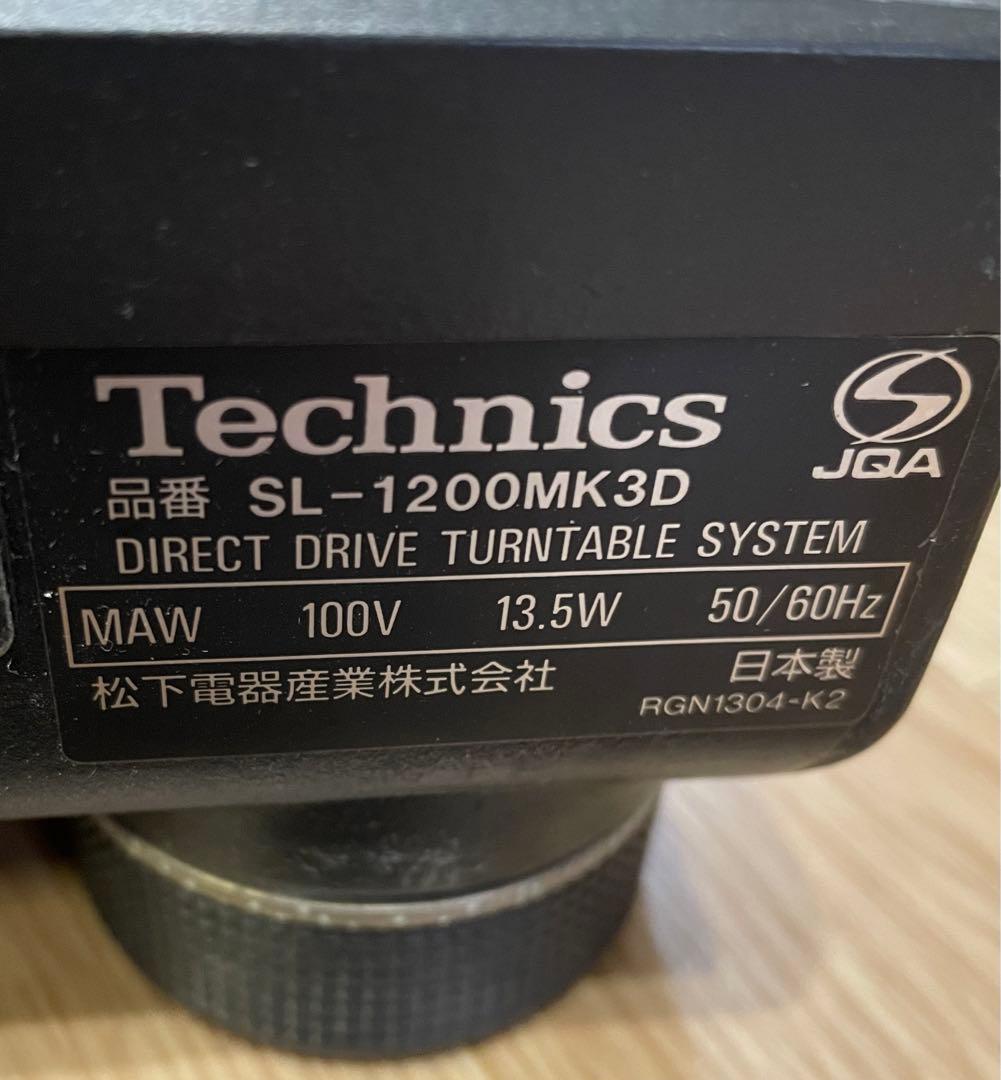 Technics
JQA
品番 SL-1200MK3D
DIRECT DRIVE TURNTABLE SYSTEM
MAW 100V 13.5W 50/60Hz
松下電器産業株式会社 日本製
RGN1304-K2